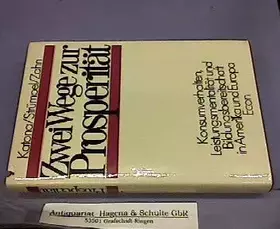 Katona/Strümpel/Zahn
Zwei Wege zur
Prosperität
Konsumverhalten,
Leistungsmentalität und
Bildungsbereitschaft
in Amerika und Europa
Econ
Prosperität
Antiquariat Hagena & Schulte GbR
53501 Grafschaft Ringen